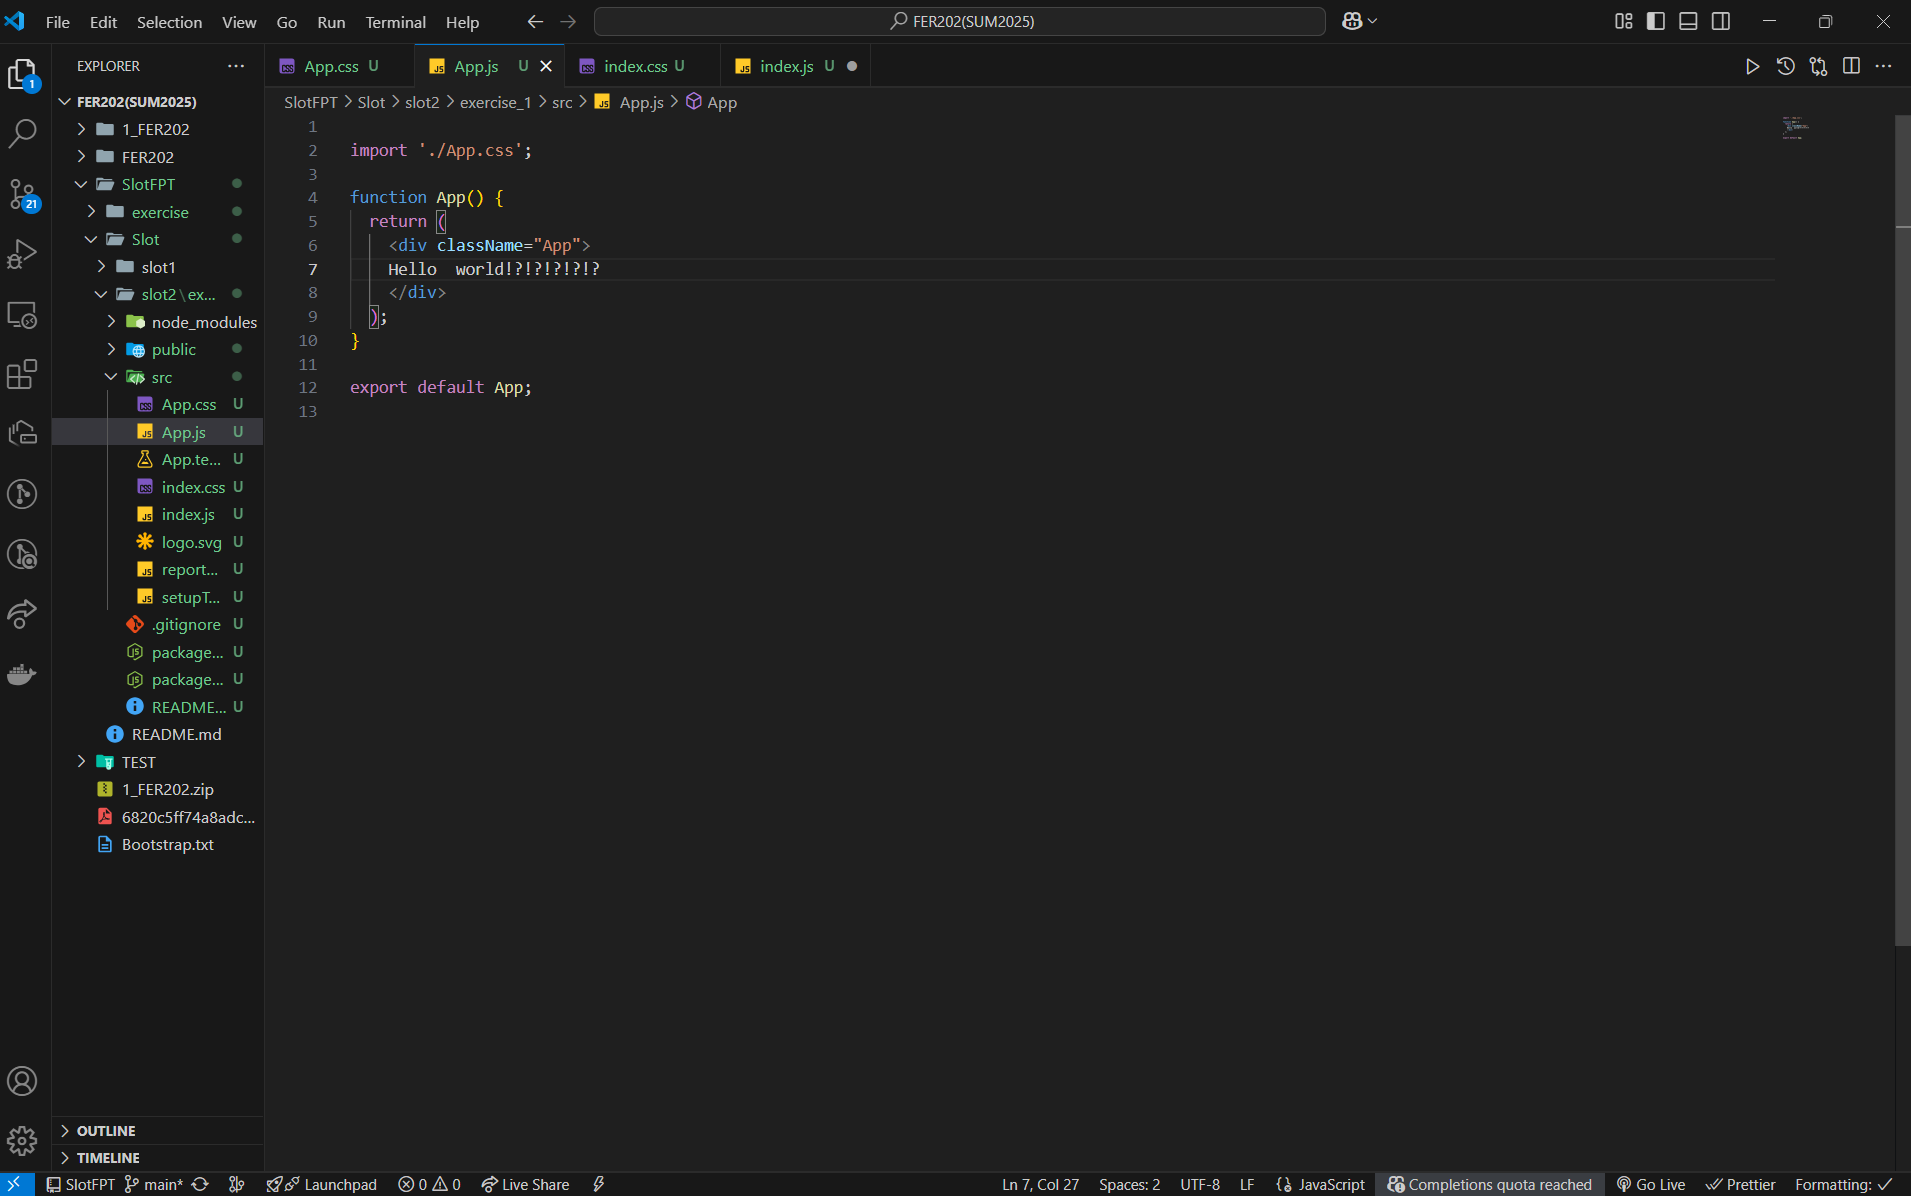 File Edit Selection View Go Run Terminal Help
FER202(SUM2025)
EXPLORER
App.css U
App.js U
index.css U
index.js U
FER202(SUM2025)
1_FER202
FER202
SlotFPT
exercise
Slot
slot1
slot2\ex...
node_modules
public
src
App.css U
App.js U
App.te... U
index.css U
index.js U
logo.svg U
report... U
setupT... U
.gitignore U
package... U
package... U
README... U
README.md
TEST
1_FER202.zip
6820c5ff74a8adc...
Bootstrap.txt
OUTLINE
TIMELINE
1
21
SlotFPT > Slot > slot2 > exercise_1 > src > App.js > App
1
2 import './App.css';
3
4 function App() {
5 return (
6 <div className="App">
7 Hello  world!?!?!?!?!?
8 </div>
9 );
10 }
11
12 export default App;
13
SlotFPT main* Launchpad 0 0 Live Share Ln 7, Col 27 Spaces: 2 UTF-8 LF JavaScript Completions quota reached Go Live Prettier Formatting: